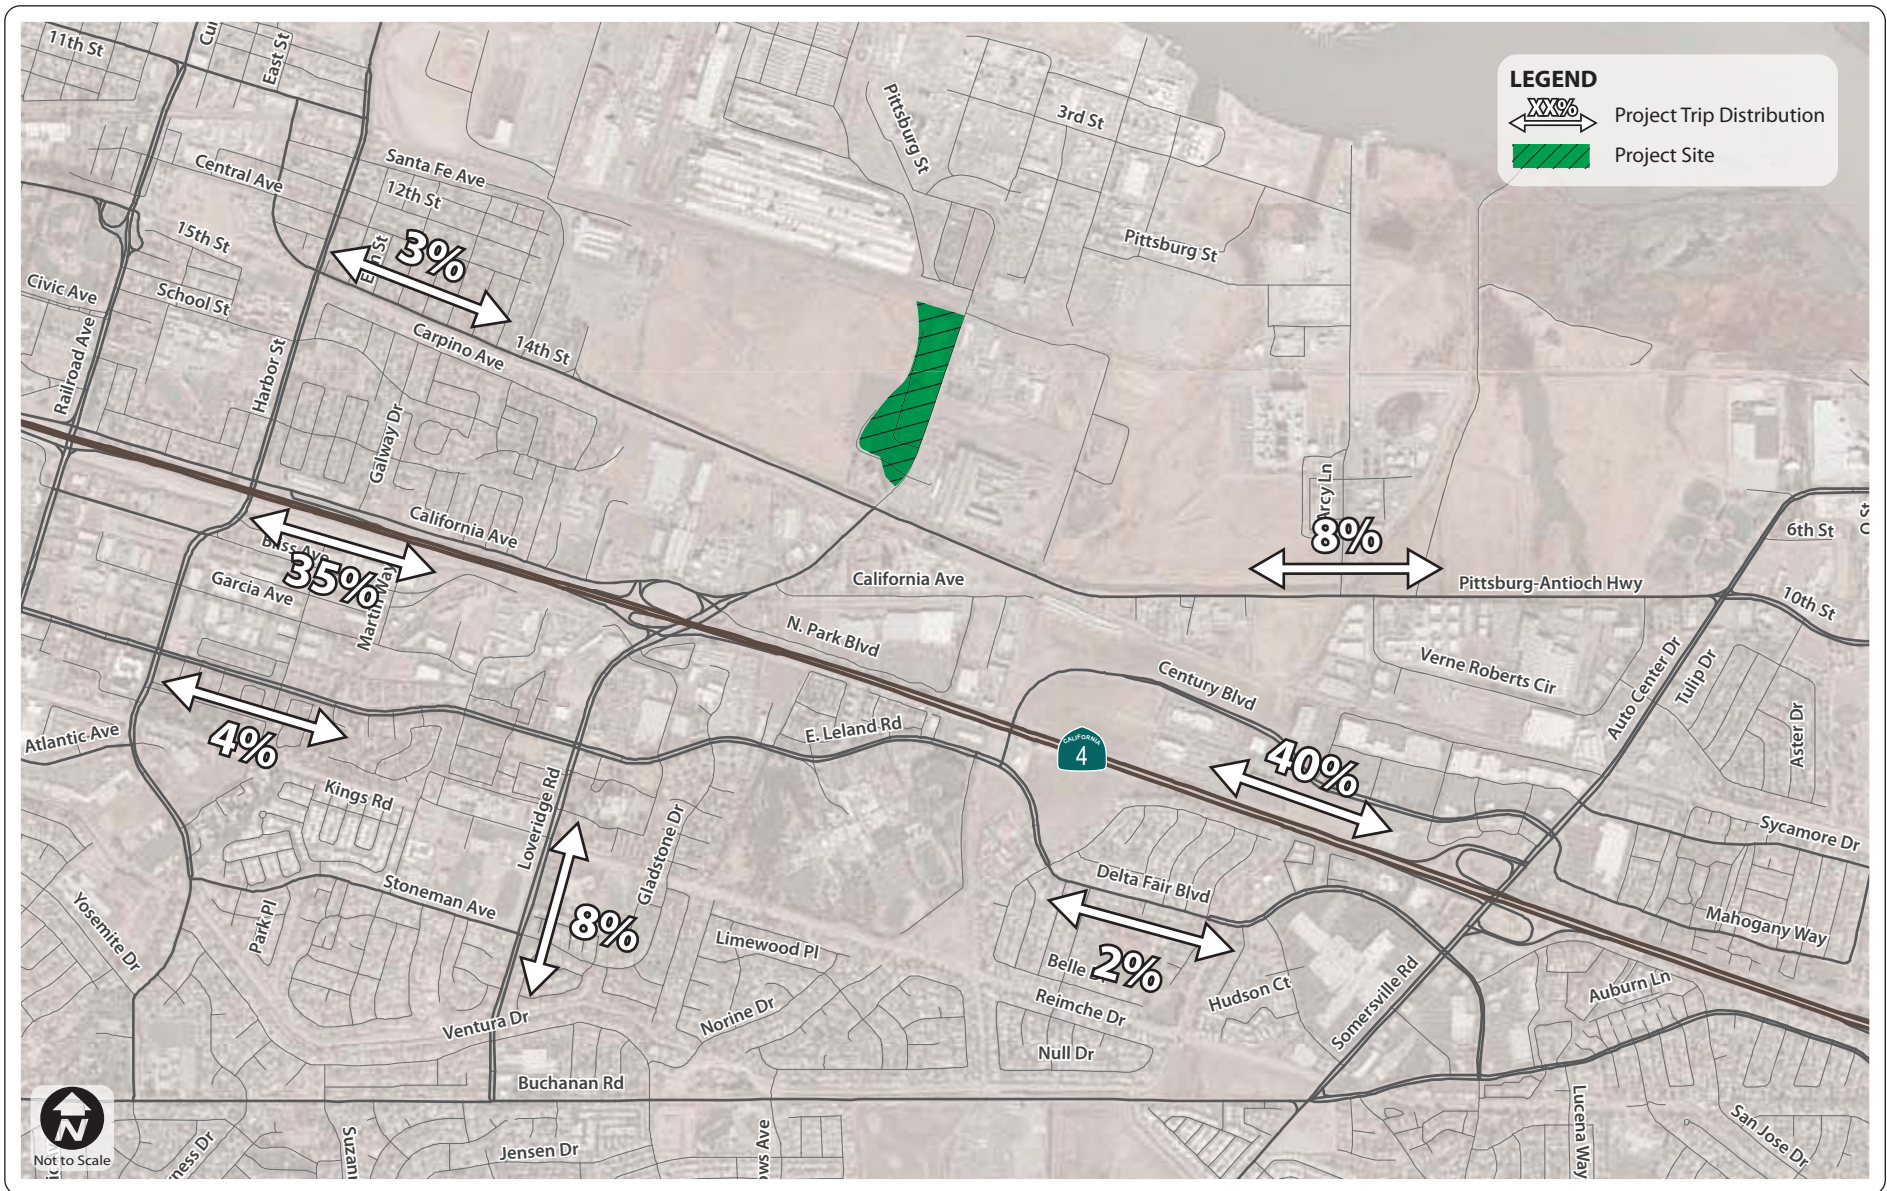 11th St
East St
Pittsburg St
3rd St
LEGEND
XX%
Project Trip Distribution
Project Site
Central Ave
Santa Fe Ave
12th St
15th St
3%
Pittsburg St
Civic Ave
School St
Railroad Ave
Harbor St
Carpino Ave
14th St
Galway Dr
California Ave
Bliss Ave
35%
Garcia Ave
Martin Way
California Ave
8%
Pittsburg-Antioch Hwy
6th St
10th St
N. Park Blvd
Century Blvd
Verne Roberts Cir
Auto Center Dr
Tulip Dr
Aster Dr
Atlantic Ave
4%
E. Leland Rd
CALIFORNIA
4
40%
Kings Rd
Loveridge Rd
Gladstone Dr
Sycamore Dr
Yosemite Dr
Park Pl
Stoneman Ave
8%
Limewood Pl
Delta Fair Blvd
Mahogany Way
Belle
2%
Hudson Ct
Somersville Rd
Auburn Ln
Reimche Dr
Norine Dr
Ventura Dr
Null Dr
Buchanan Rd
N
Not to Scale
Jensen Dr
Lucena Way
San Jose Dr